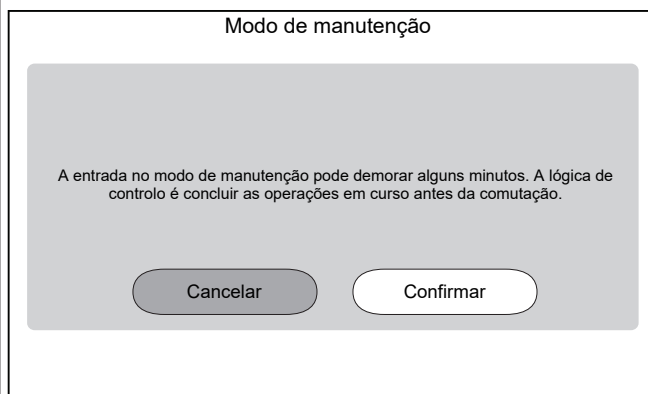 Modo de manutenção
A entrada no modo de manutenção pode demorar alguns minutos. A lógica de
controlo é concluir as operações em curso antes da comutação.
Cancelar
Confirmar